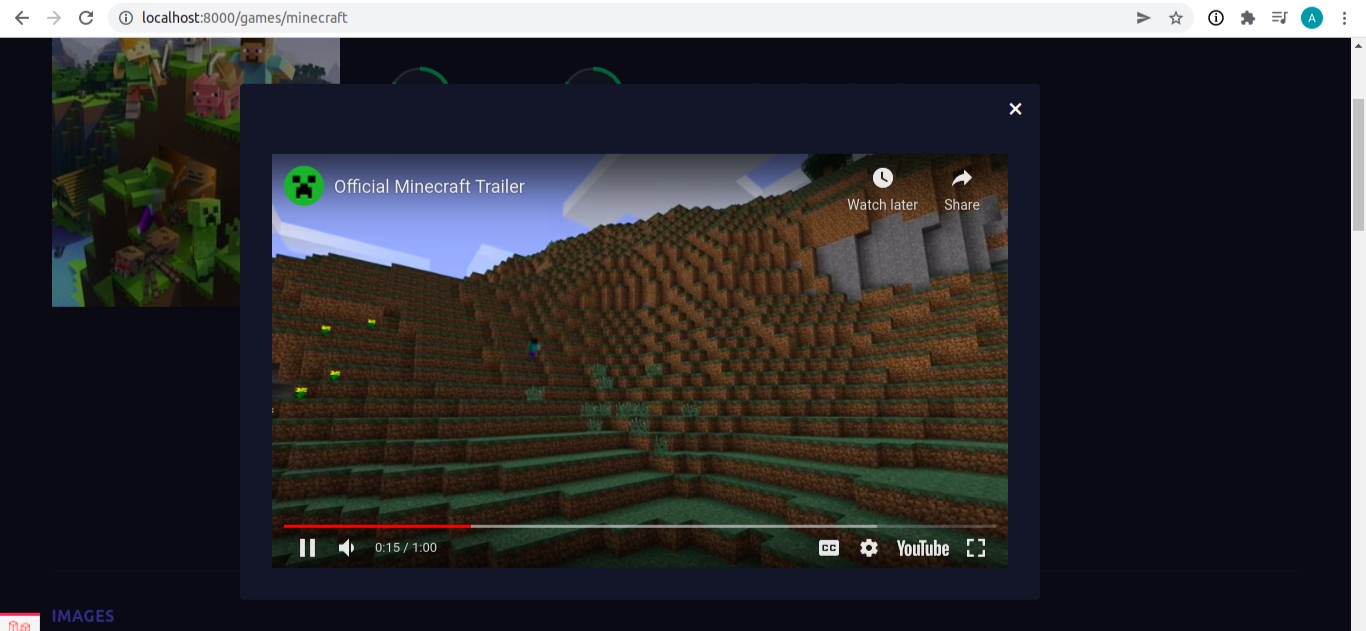 localhost:8000/games/minecraft
A
×
Official Minecraft Trailer
Watch later
Share
0:15 / 1:00
CC
YouTube
IMAGES